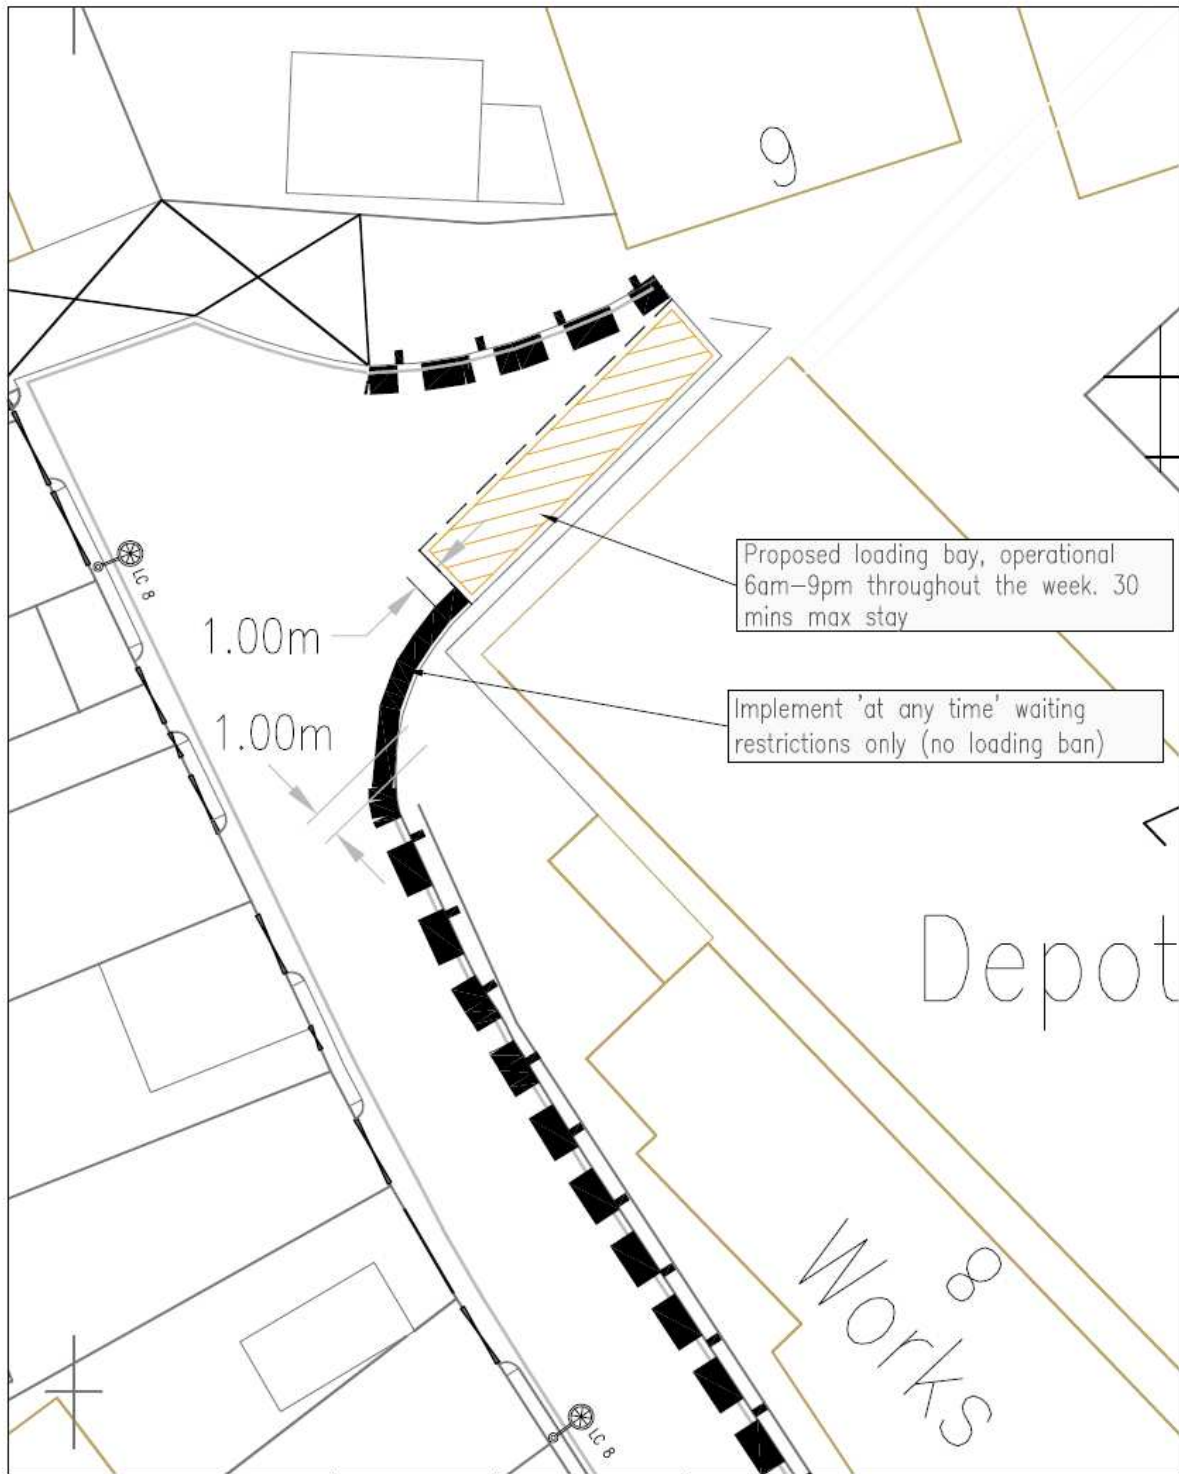 9
LC 8
Proposed loading bay, operational
6am-9pm throughout the week. 30
mins max stay
1.00m
Implement 'at any time' waiting
restrictions only (no loading ban)
1.00m
Depot
8
Works
LC 8